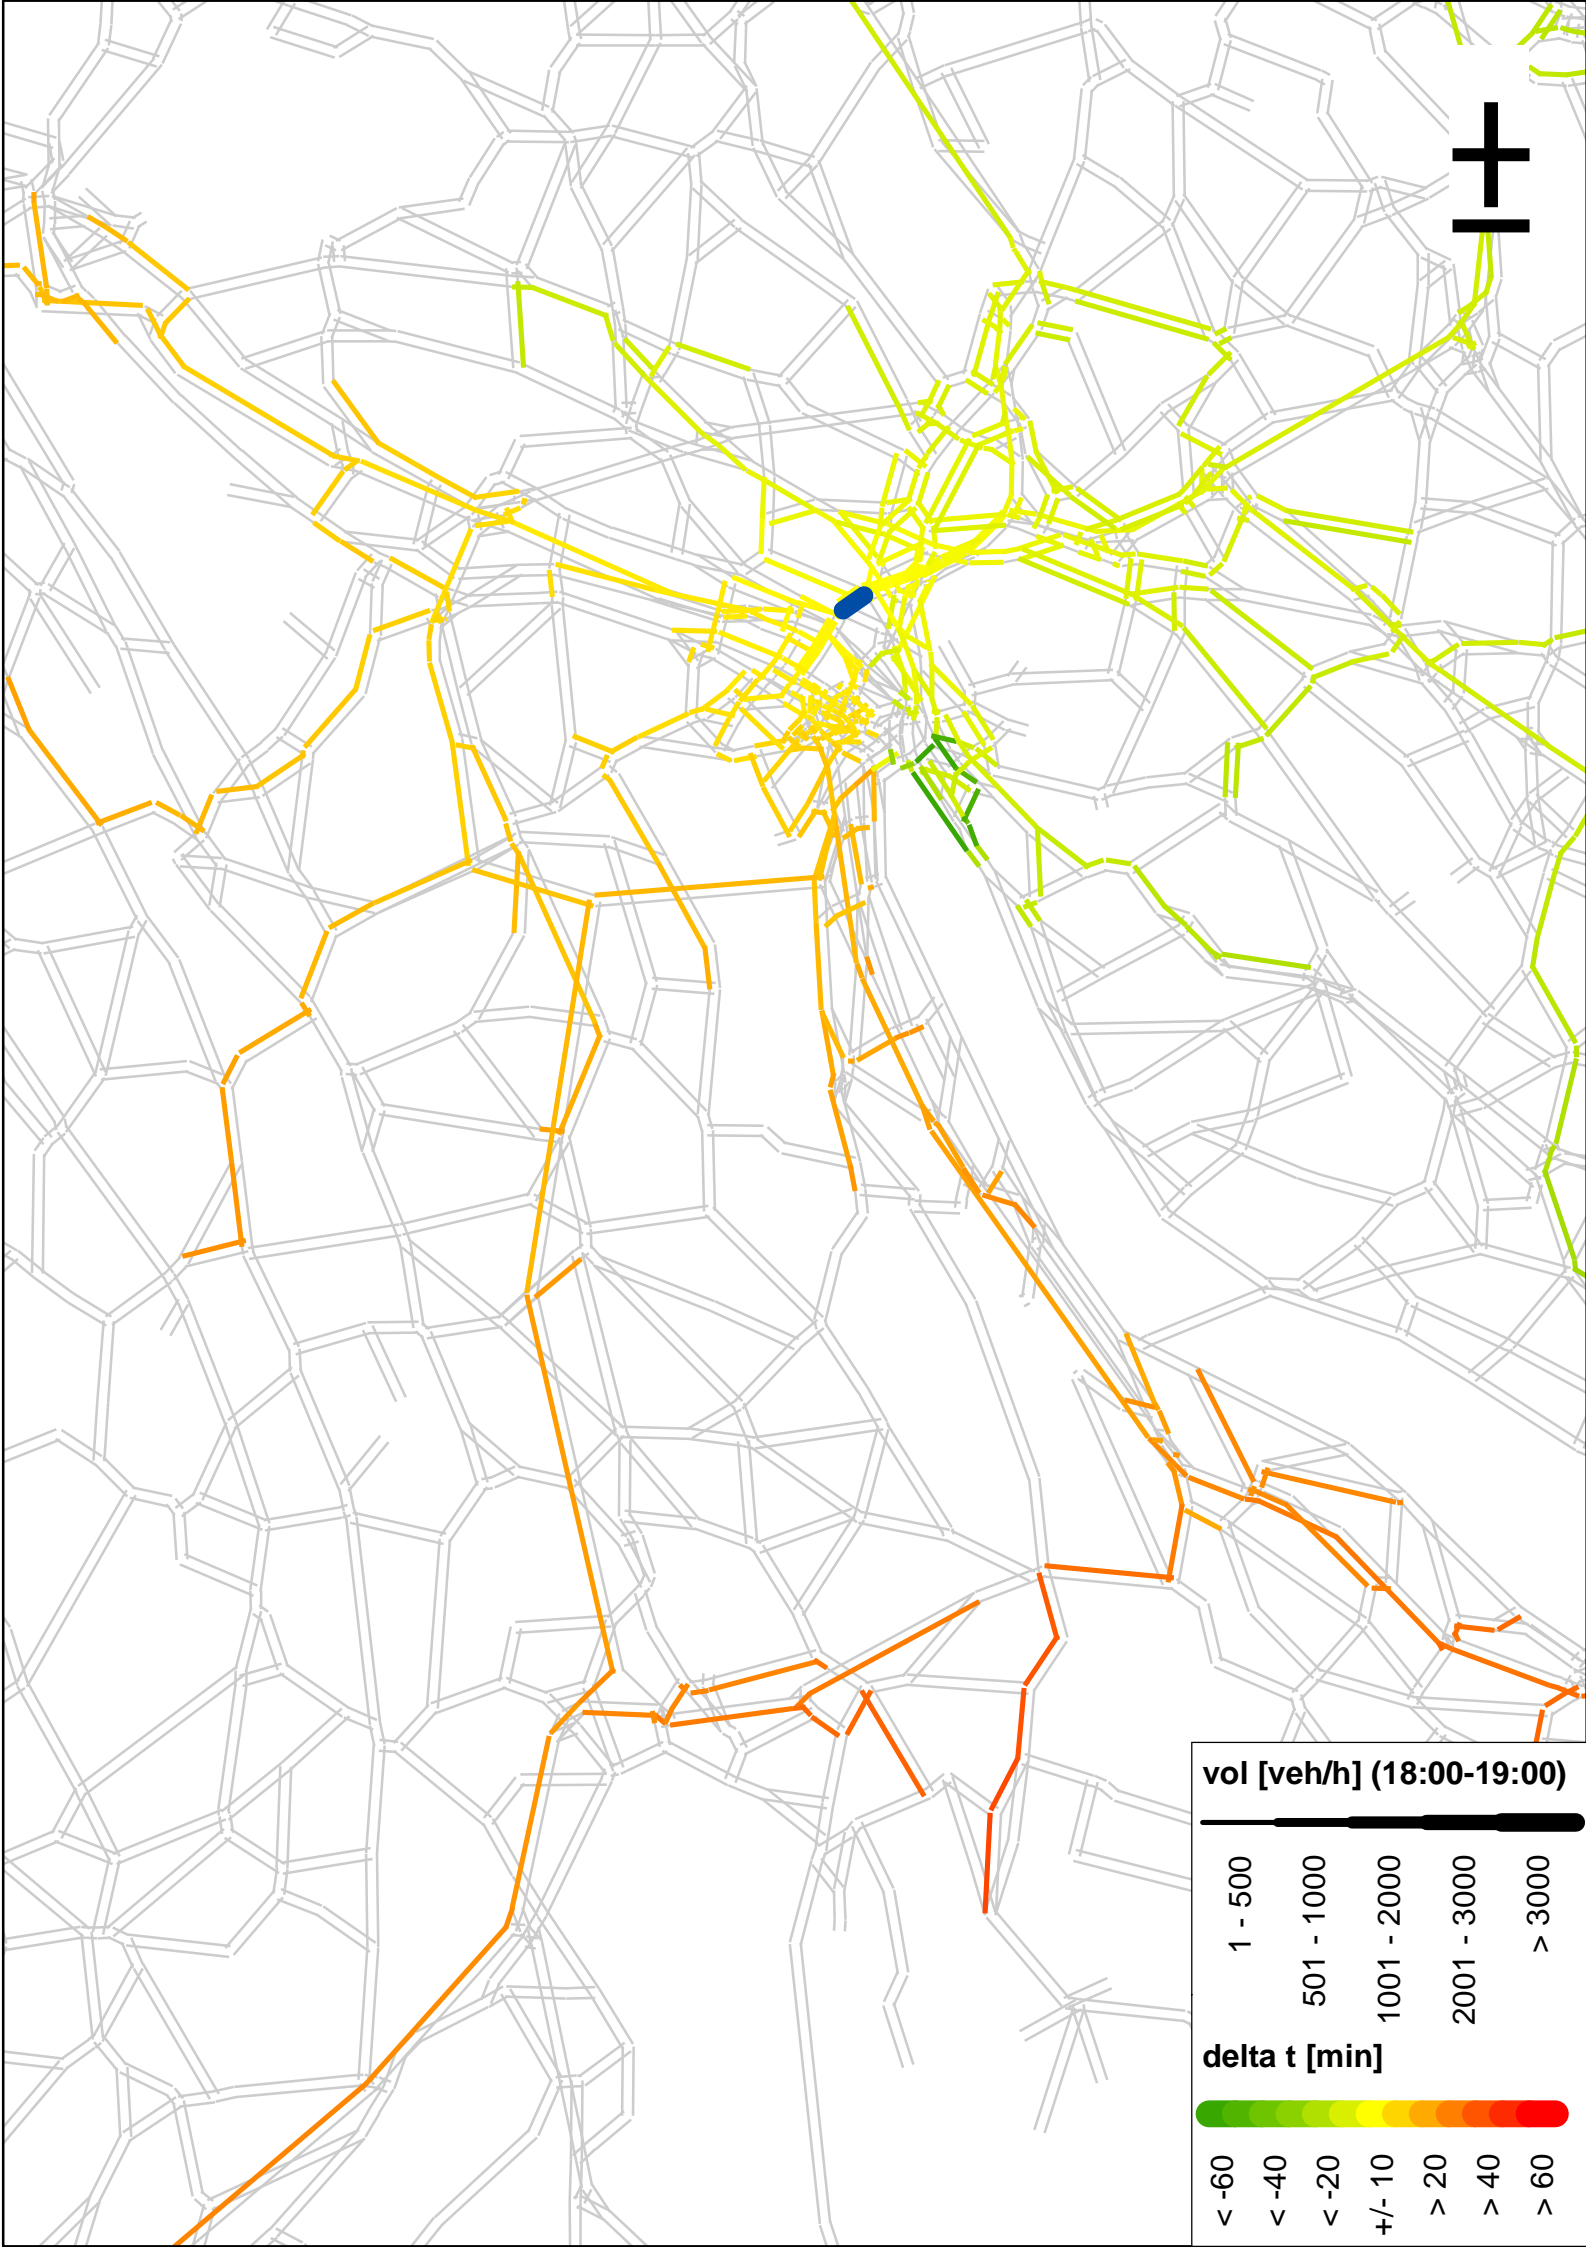 vol [veh/h] (18:00-19:00)
1 - 500
501 - 1000
1001 - 2000
2001 - 3000
> 3000
delta t [min]
< -60
< -40
< -20
+/- 10
> 20
> 40
> 60